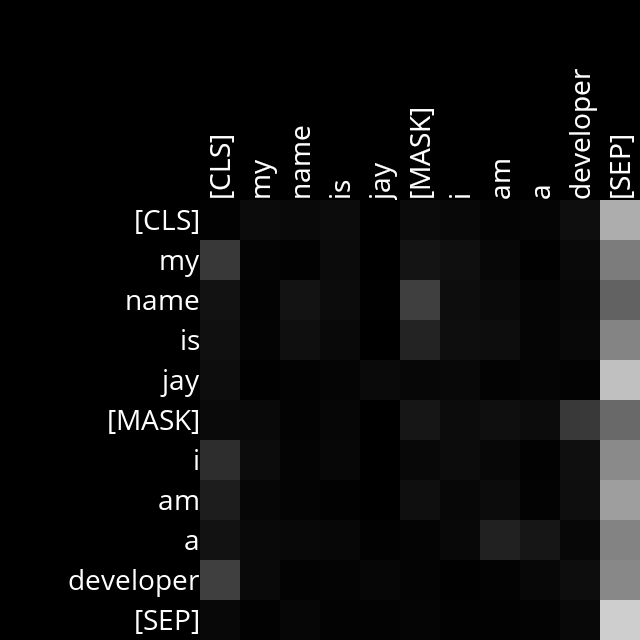 [CLS]
my
name
is
jay
[MASK]
i
am
a
developer
[SEP]
[CLS]
my
name
is
jay
[MASK]
i
am
a
developer
[SEP]